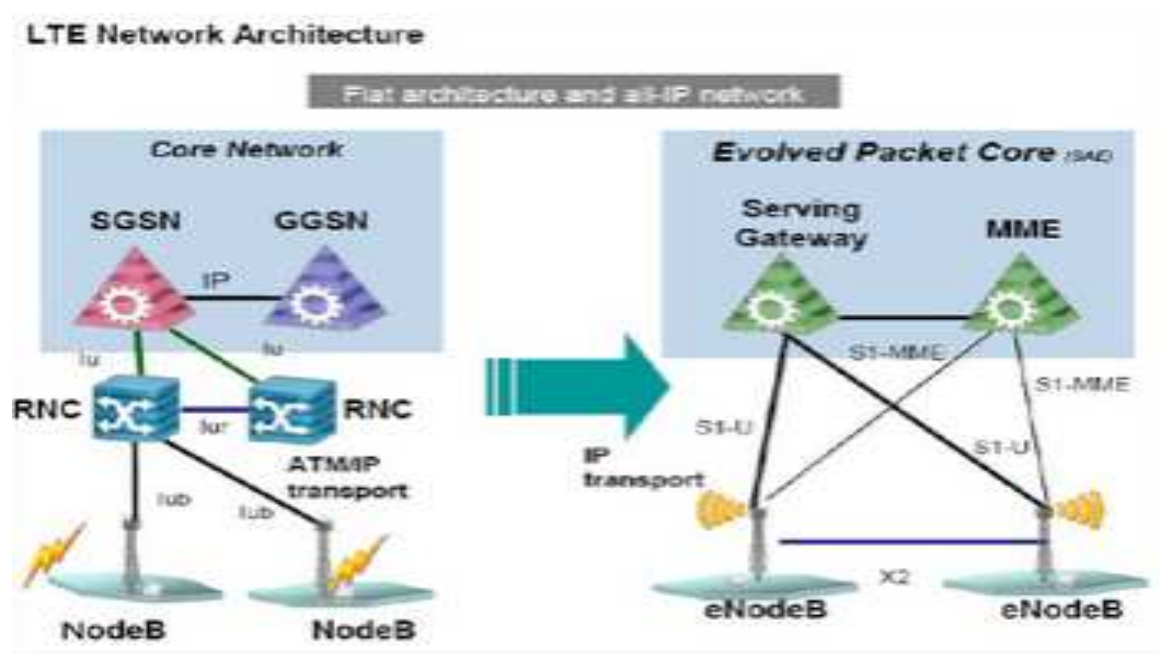 LTE Network Architecture
Flat architecture and all-IP network
Core Network
SGSN
GGSN
IP
Iu
Iu
RNC
RNC
Iur
ATM/IP
transport
Iub
Iub
NodeB
NodeB
IP
transport
Evolved Packet Core (SAE)
Serving
Gateway
MME
S1-MME
S1-MME
S1-U
S1-U
X2
eNodeB
eNodeB